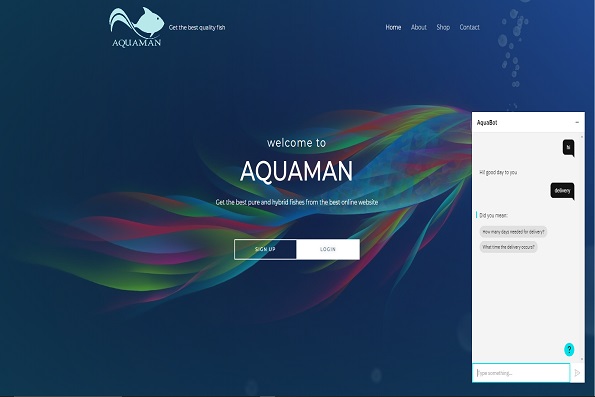 AQUAMAN
Get the best quality fish
Home About Shop Contact
welcome to
AQUAMAN
Get the best pure and hybrid fishes from the best online website
SIGN UP LOGIN
AquaBot
hi
Hi! good day to you
delivery
Did you mean:
How many days needed for delivery?
What time the delivery occurs?
?
Type something...